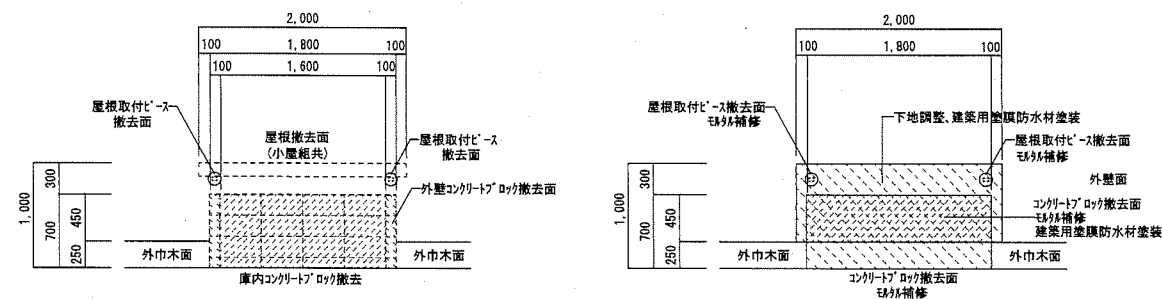 2,000
100
1,800
100
100
1,600
100
屋根取付ピース
撤去面
屋根撤去面
(小屋組共)
屋根取付ピース
撤去面
外壁コンクリートブロック撤去面
1,000
300
700
450
250
外巾木面
外巾木面
庫内コンクリートブロック撤去
2,000
100
1,800
100
屋根取付ピース撤去面
モルタル補修
下地調整、建築用塗膜防水材塗装
屋根取付ピース撤去面
モルタル補修
外壁面
コンクリートブロック撤去面
モルタル補修
建築用塗膜防水材塗装
1,000
300
700
450
250
外巾木面
外巾木面
コンクリートブロック撤去面
モルタル補修